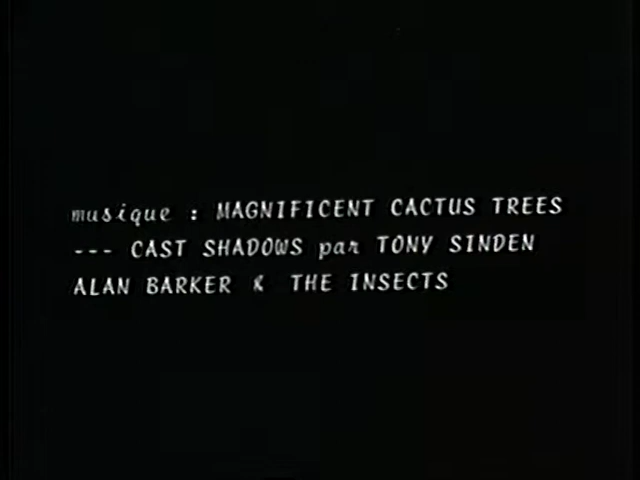 musique : MAGNIFICENT CACTUS TREES
--- CAST SHADOWS par TONY SINDEN
ALAN BARKER & THE INSECTS